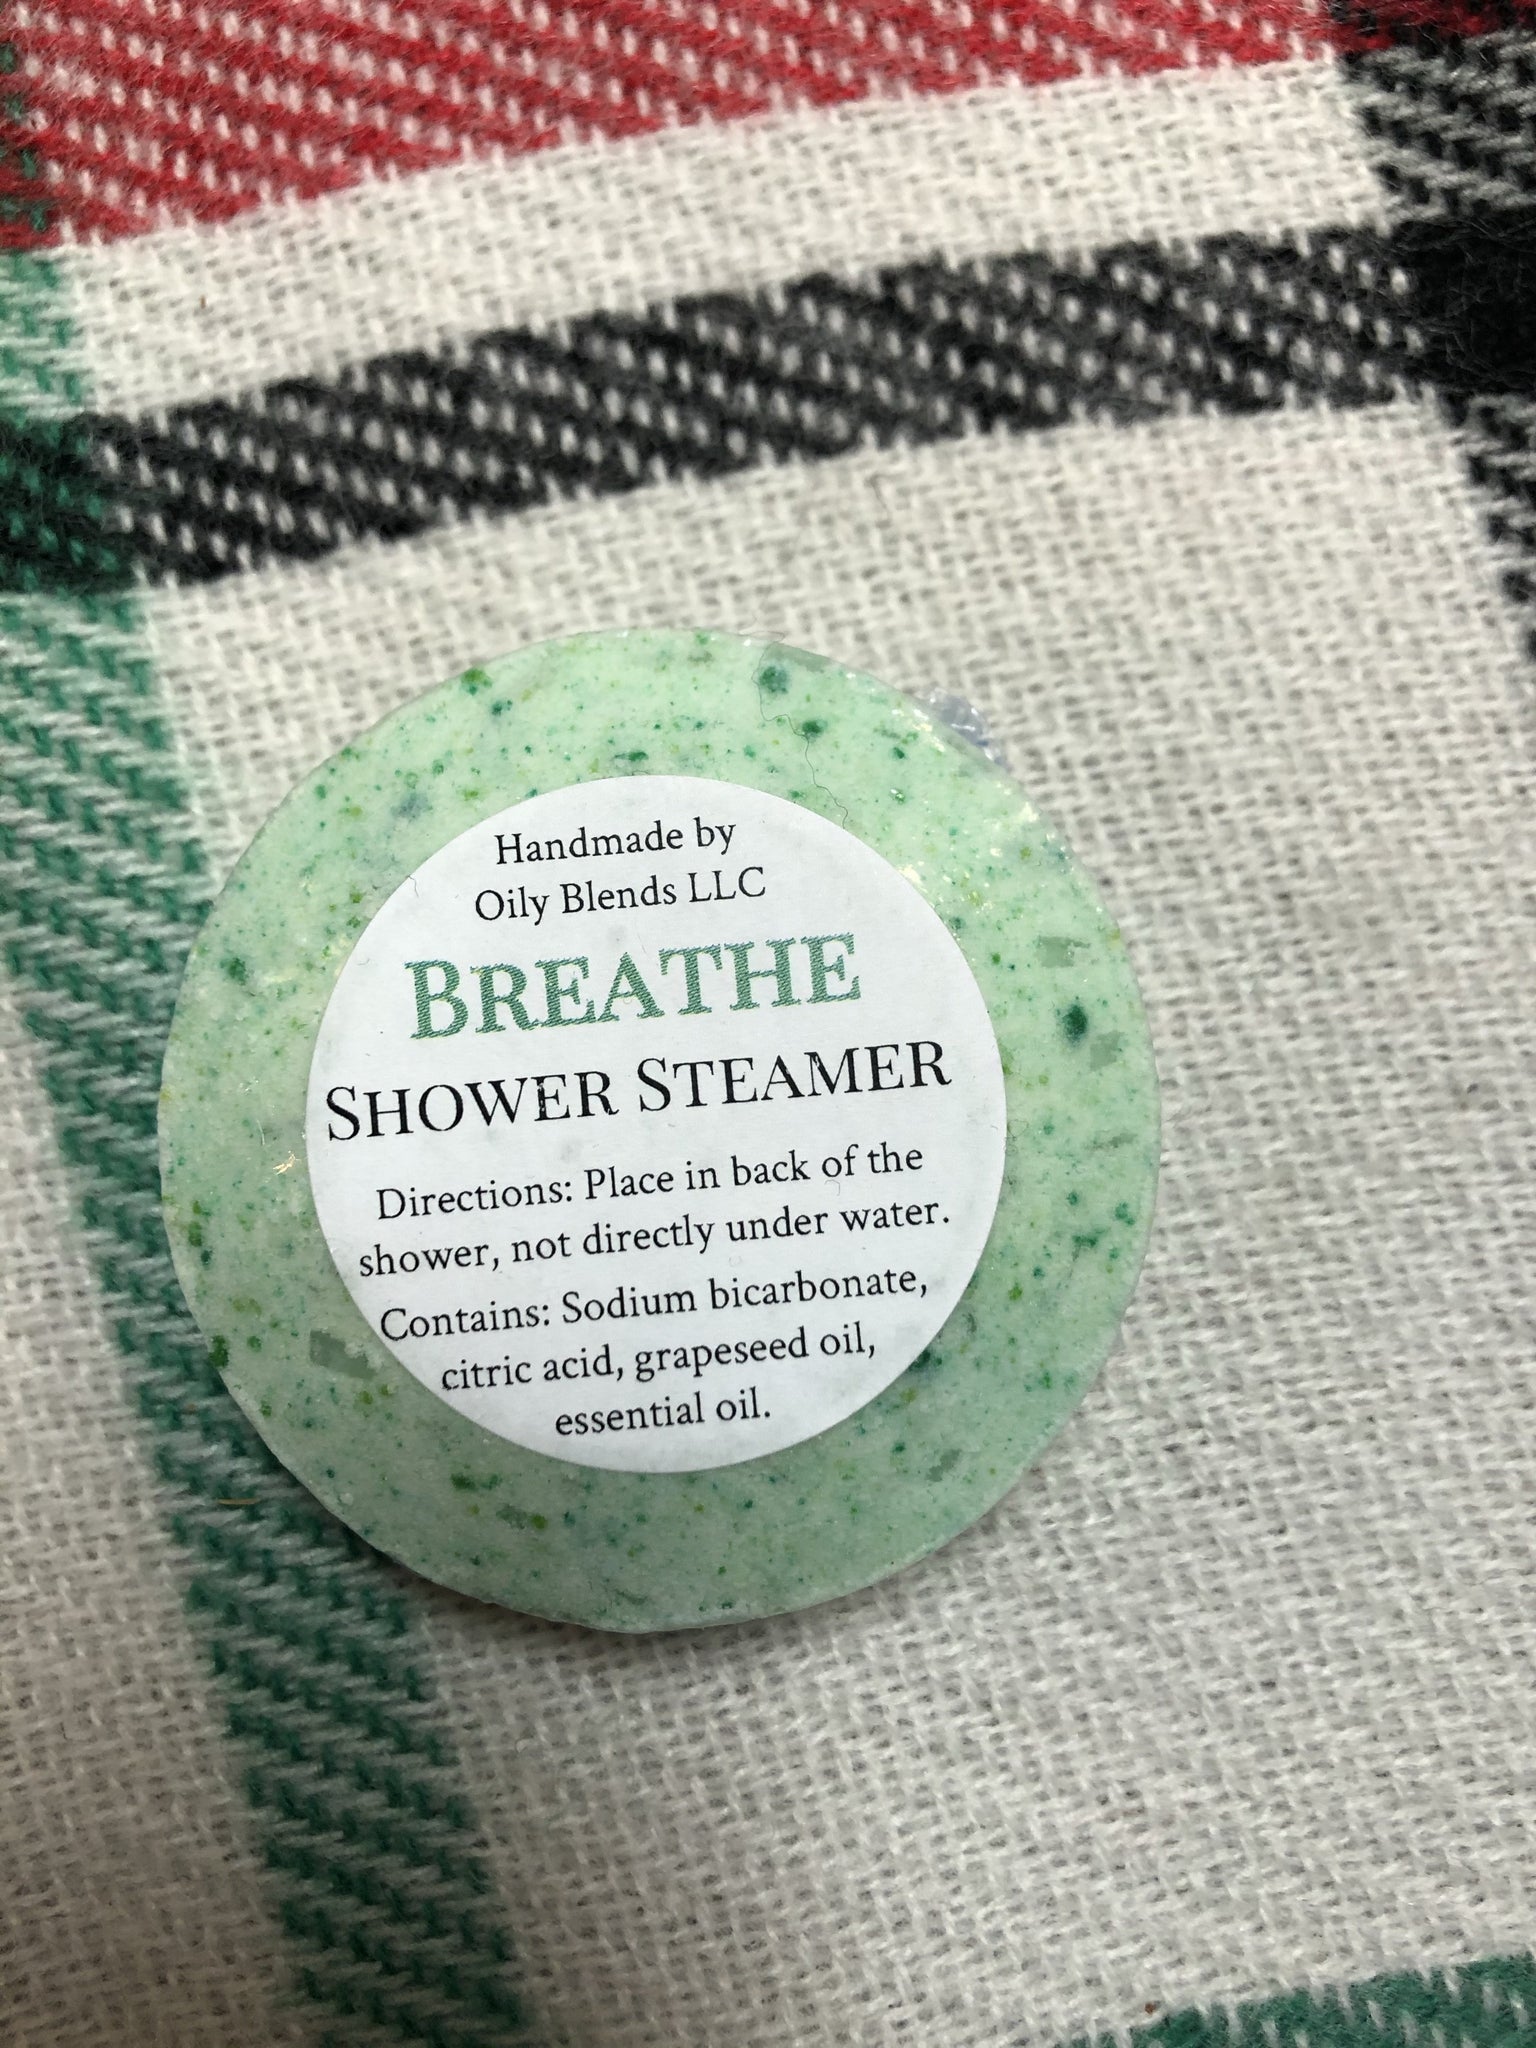 Handmade by
Oily Blends LLC
BREATHE
SHOWER STEAMER
Directions: Place in back of the
shower, not directly under water.
Contains: Sodium bicarbonate,
citric acid, grapeseed oil,
essential oil.